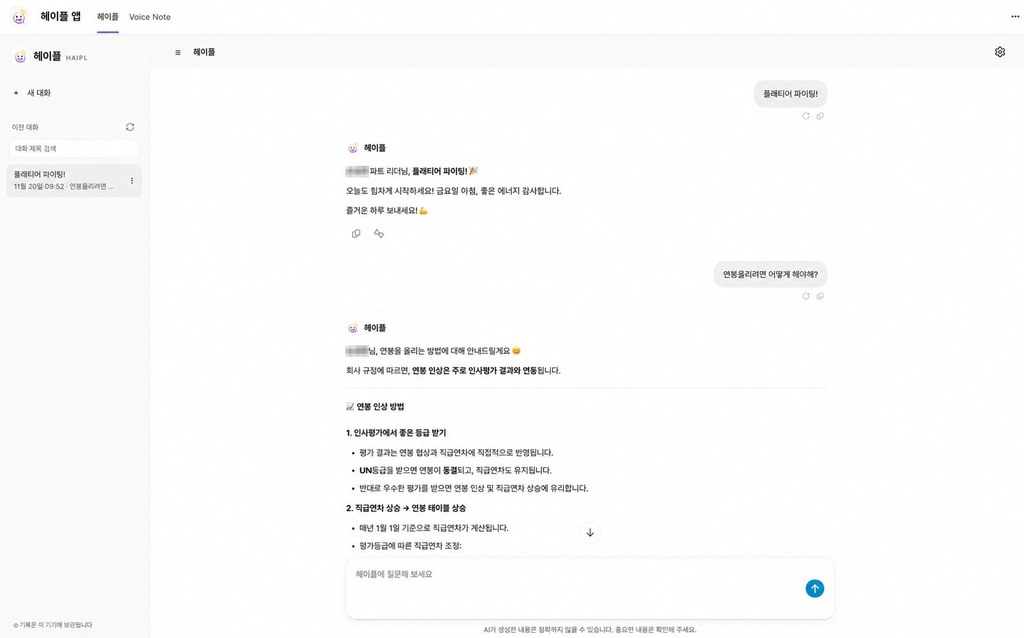 헤이플 앱
헤이플
Voice Note
헤이플 HAIPL
새 대화
이전 대화
대화 제목 검색
플래티어 파이팅!
11월 20일 09:52 · 연봉올리려면 ...
기록은 이 기기에 보관됩니다
헤이플
플래티어 파이팅!
헤이플
파트 리더님, 플래티어 파이팅! 🎉
오늘도 힘차게 시작하세요! 금요일 아침, 좋은 에너지 감사합니다.
즐거운 하루 보내세요! 💪
연봉올리려면 어떻게 해야해?
헤이플
님, 연봉을 올리는 방법에 대해 안내드릴게요 😊
회사 규정에 따르면, 연봉 인상은 주로 인사평가 결과와 연동됩니다.
📈 연봉 인상 방법
1. 인사평가에서 좋은 등급 받기
• 평가 결과는 연봉 협상과 직급연차에 직접적으로 반영됩니다.
• UN등급을 받으면 연봉이 동결되고, 직급연차도 유지됩니다.
• 반대로 우수한 평가를 받으면 연봉 인상 및 직급연차 상승에 유리합니다.
2. 직급연차 상승 → 연봉 테이블 상승
• 매년 1월 1일 기준으로 직급연차가 계산됩니다.
• 평가등급에 따른 직급연차 조정:
헤이플에 질문해 보세요
AI가 생성한 내용은 정확하지 않을 수 있습니다. 중요한 내용은 확인해 주세요.